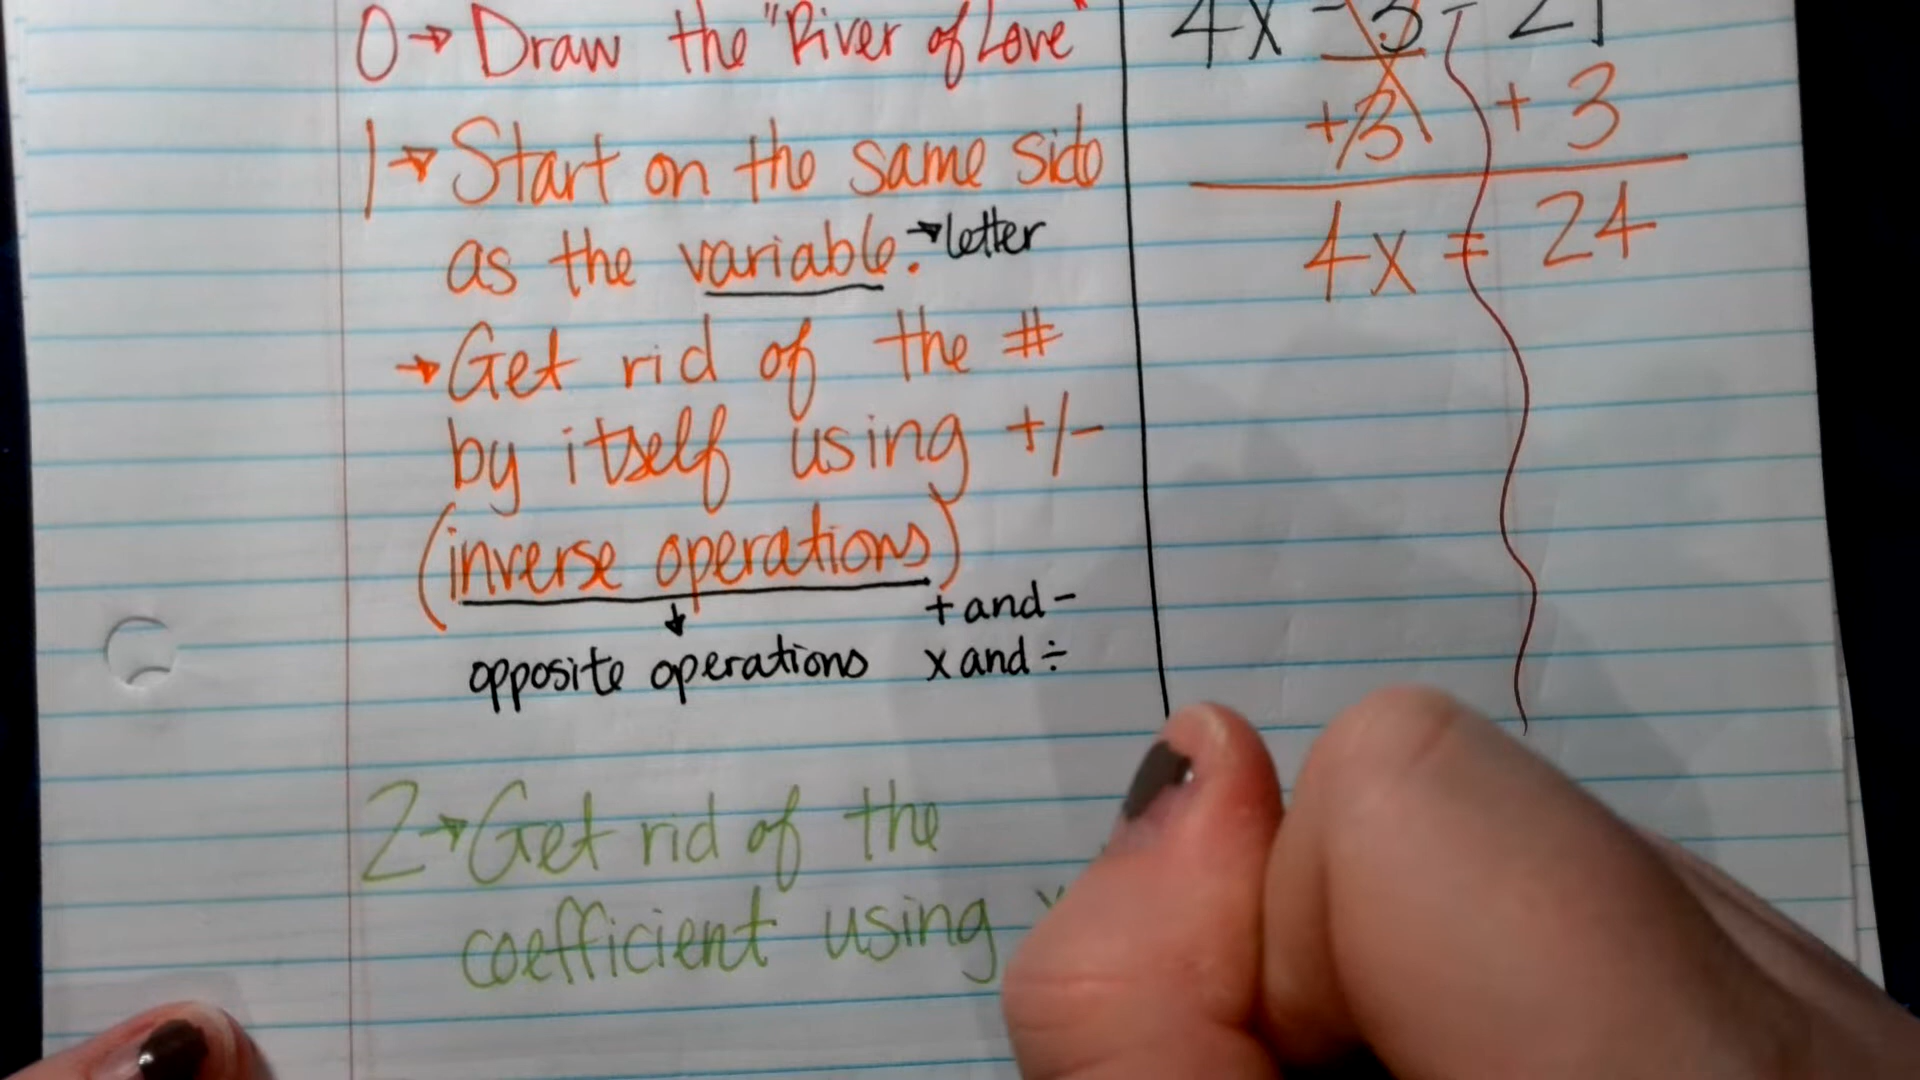 0→ Draw the "River of Love"
1→ Start on the same side
as the variable. → letter
→ Get rid of the #
by itself using +/-
(inverse operations)
+ and -
opposite operations x and ÷
2→ Get rid of the
coefficient using
4x - 3 = 21
+3 + 3
4x = 24